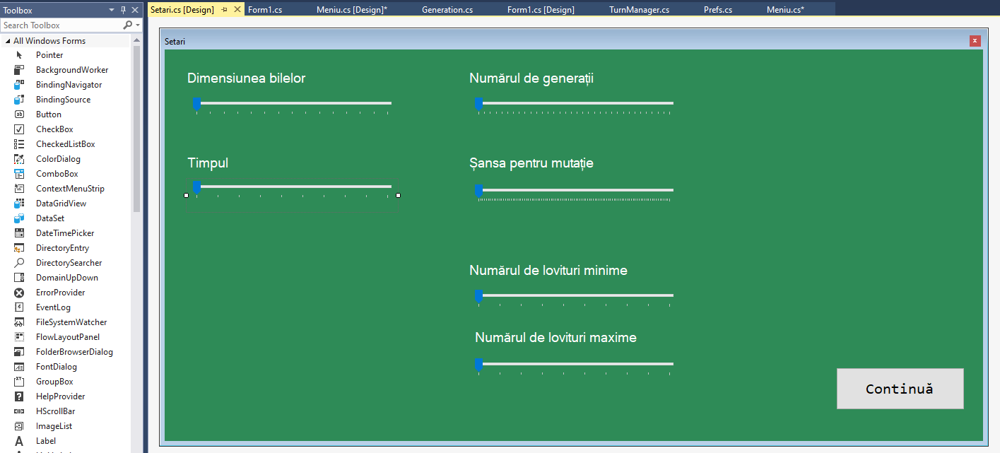 Toolbox
Setari.cs [Design]
Form1.cs
Meniu.cs [Design]*
Generation.cs
Form1.cs [Design]
TurnManager.cs
Prefs.cs
Meniu.cs*
Search Toolbox
All Windows Forms
Pointer
BackgroundWorker
BindingNavigator
BindingSource
Button
CheckBox
CheckedListBox
ColorDialog
ComboBox
ContextMenuStrip
DataGridView
DataSet
DateTimePicker
DirectoryEntry
DirectorySearcher
DomainUpDown
ErrorProvider
EventLog
FileSystemWatcher
FlowLayoutPanel
FolderBrowserDialog
FontDialog
GroupBox
HelpProvider
HScrollBar
ImageList
Label
Setari
Dimensiunea bilelor
Numărul de generații
Timpul
Șansa pentru mutație
Numărul de lovituri minime
Numărul de lovituri maxime
Continuă